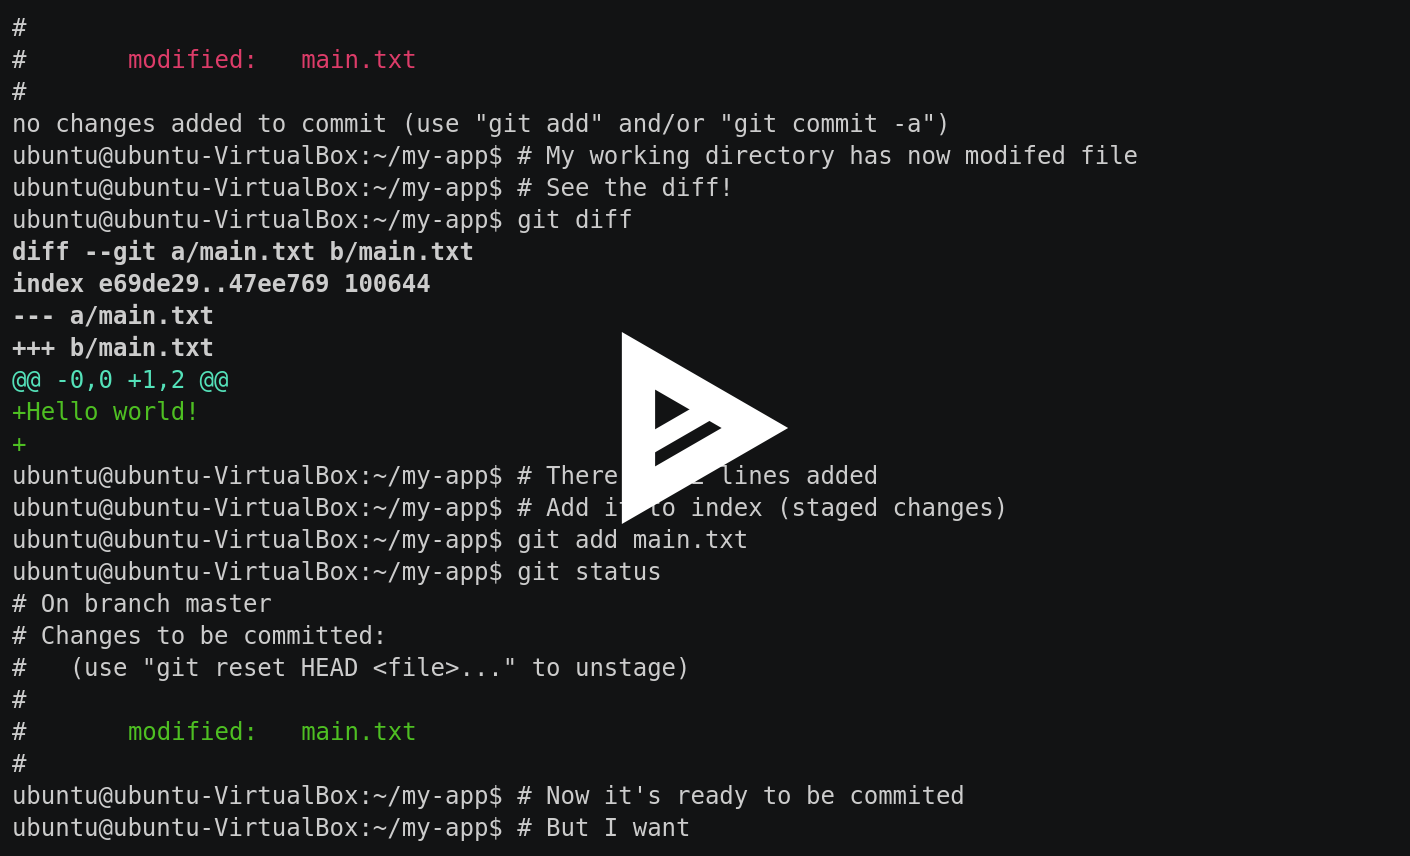 #
#       modified:   main.txt
#
no changes added to commit (use "git add" and/or "git commit -a")
ubuntu@ubuntu-VirtualBox:~/my-app$ # My working directory has now modifed file
ubuntu@ubuntu-VirtualBox:~/my-app$ # See the diff!
ubuntu@ubuntu-VirtualBox:~/my-app$ git diff
diff --git a/main.txt b/main.txt
index e69de29..47ee769 100644
--- a/main.txt
+++ b/main.txt
@@ -0,0 +1,2 @@
+Hello world!
+
ubuntu@ubuntu-VirtualBox:~/my-app$ # There lines added
ubuntu@ubuntu-VirtualBox:~/my-app$ # Add it to index (staged changes)
ubuntu@ubuntu-VirtualBox:~/my-app$ git add main.txt
ubuntu@ubuntu-VirtualBox:~/my-app$ git status
# On branch master
# Changes to be committed:
#   (use "git reset HEAD <file>..." to unstage)
#
#       modified:   main.txt
#
ubuntu@ubuntu-VirtualBox:~/my-app$ # Now it's ready to be commited
ubuntu@ubuntu-VirtualBox:~/my-app$ # But I want